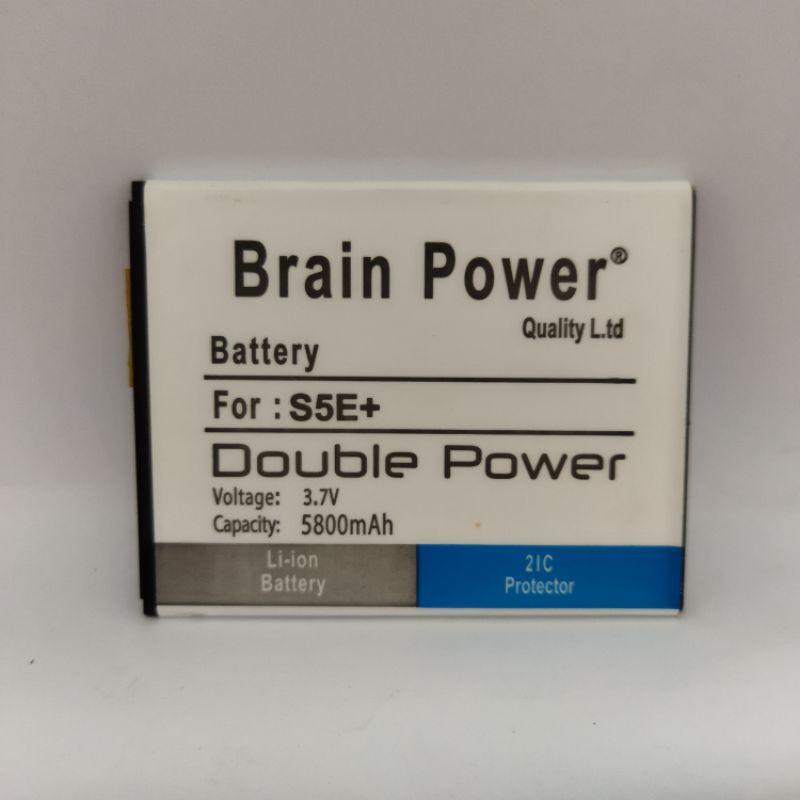 Brain Power®
Quality L.td
Battery
For : S5E+
Double Power
Voltage: 3.7V
Capacity: 5800mAh
Li-ion
Battery
2IC
Protector